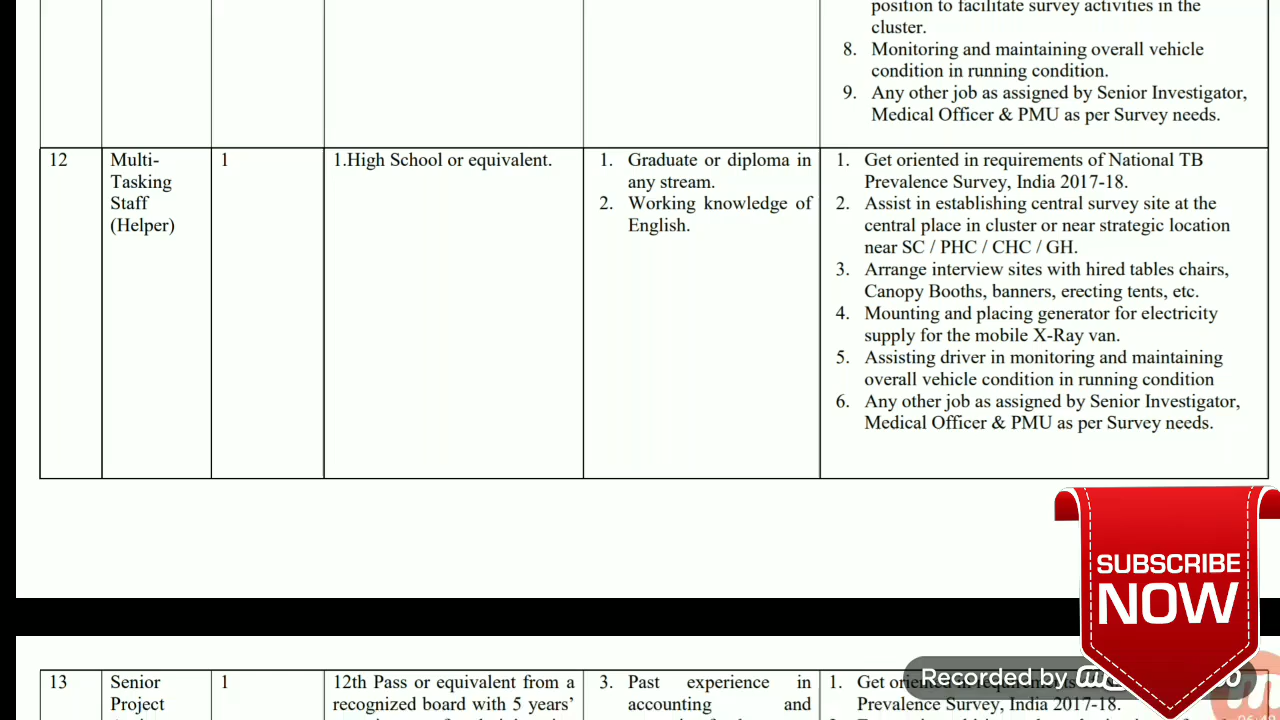 position to facilitate survey activities in the
cluster.
8. Monitoring and maintaining overall vehicle
condition in running condition.
9. Any other job as assigned by Senior Investigator,
Medical Officer & PMU as per Survey needs.
12
Multi-
Tasking
Staff
(Helper)
1
1.High School or equivalent.
1. Graduate or diploma in
any stream.
2. Working knowledge of
English.
1. Get oriented in requirements of National TB
Prevalence Survey, India 2017-18.
2. Assist in establishing central survey site at the
central place in cluster or near strategic location
near SC / PHC / CHC / GH.
3. Arrange interview sites with hired tables chairs,
Canopy Booths, banners, erecting tents, etc.
4. Mounting and placing generator for electricity
supply for the mobile X-Ray van.
5. Assisting driver in monitoring and maintaining
overall vehicle condition in running condition
6. Any other job as assigned by Senior Investigator,
Medical Officer & PMU as per Survey needs.
13
Senior
Project
1
12th Pass or equivalent from a
recognized board with 5 years’
3. Past experience in
accounting and
1. Get oriented in requirements
Prevalence Survey, India 2017-18.
SUBSCRIBE
NOW
Recorded by